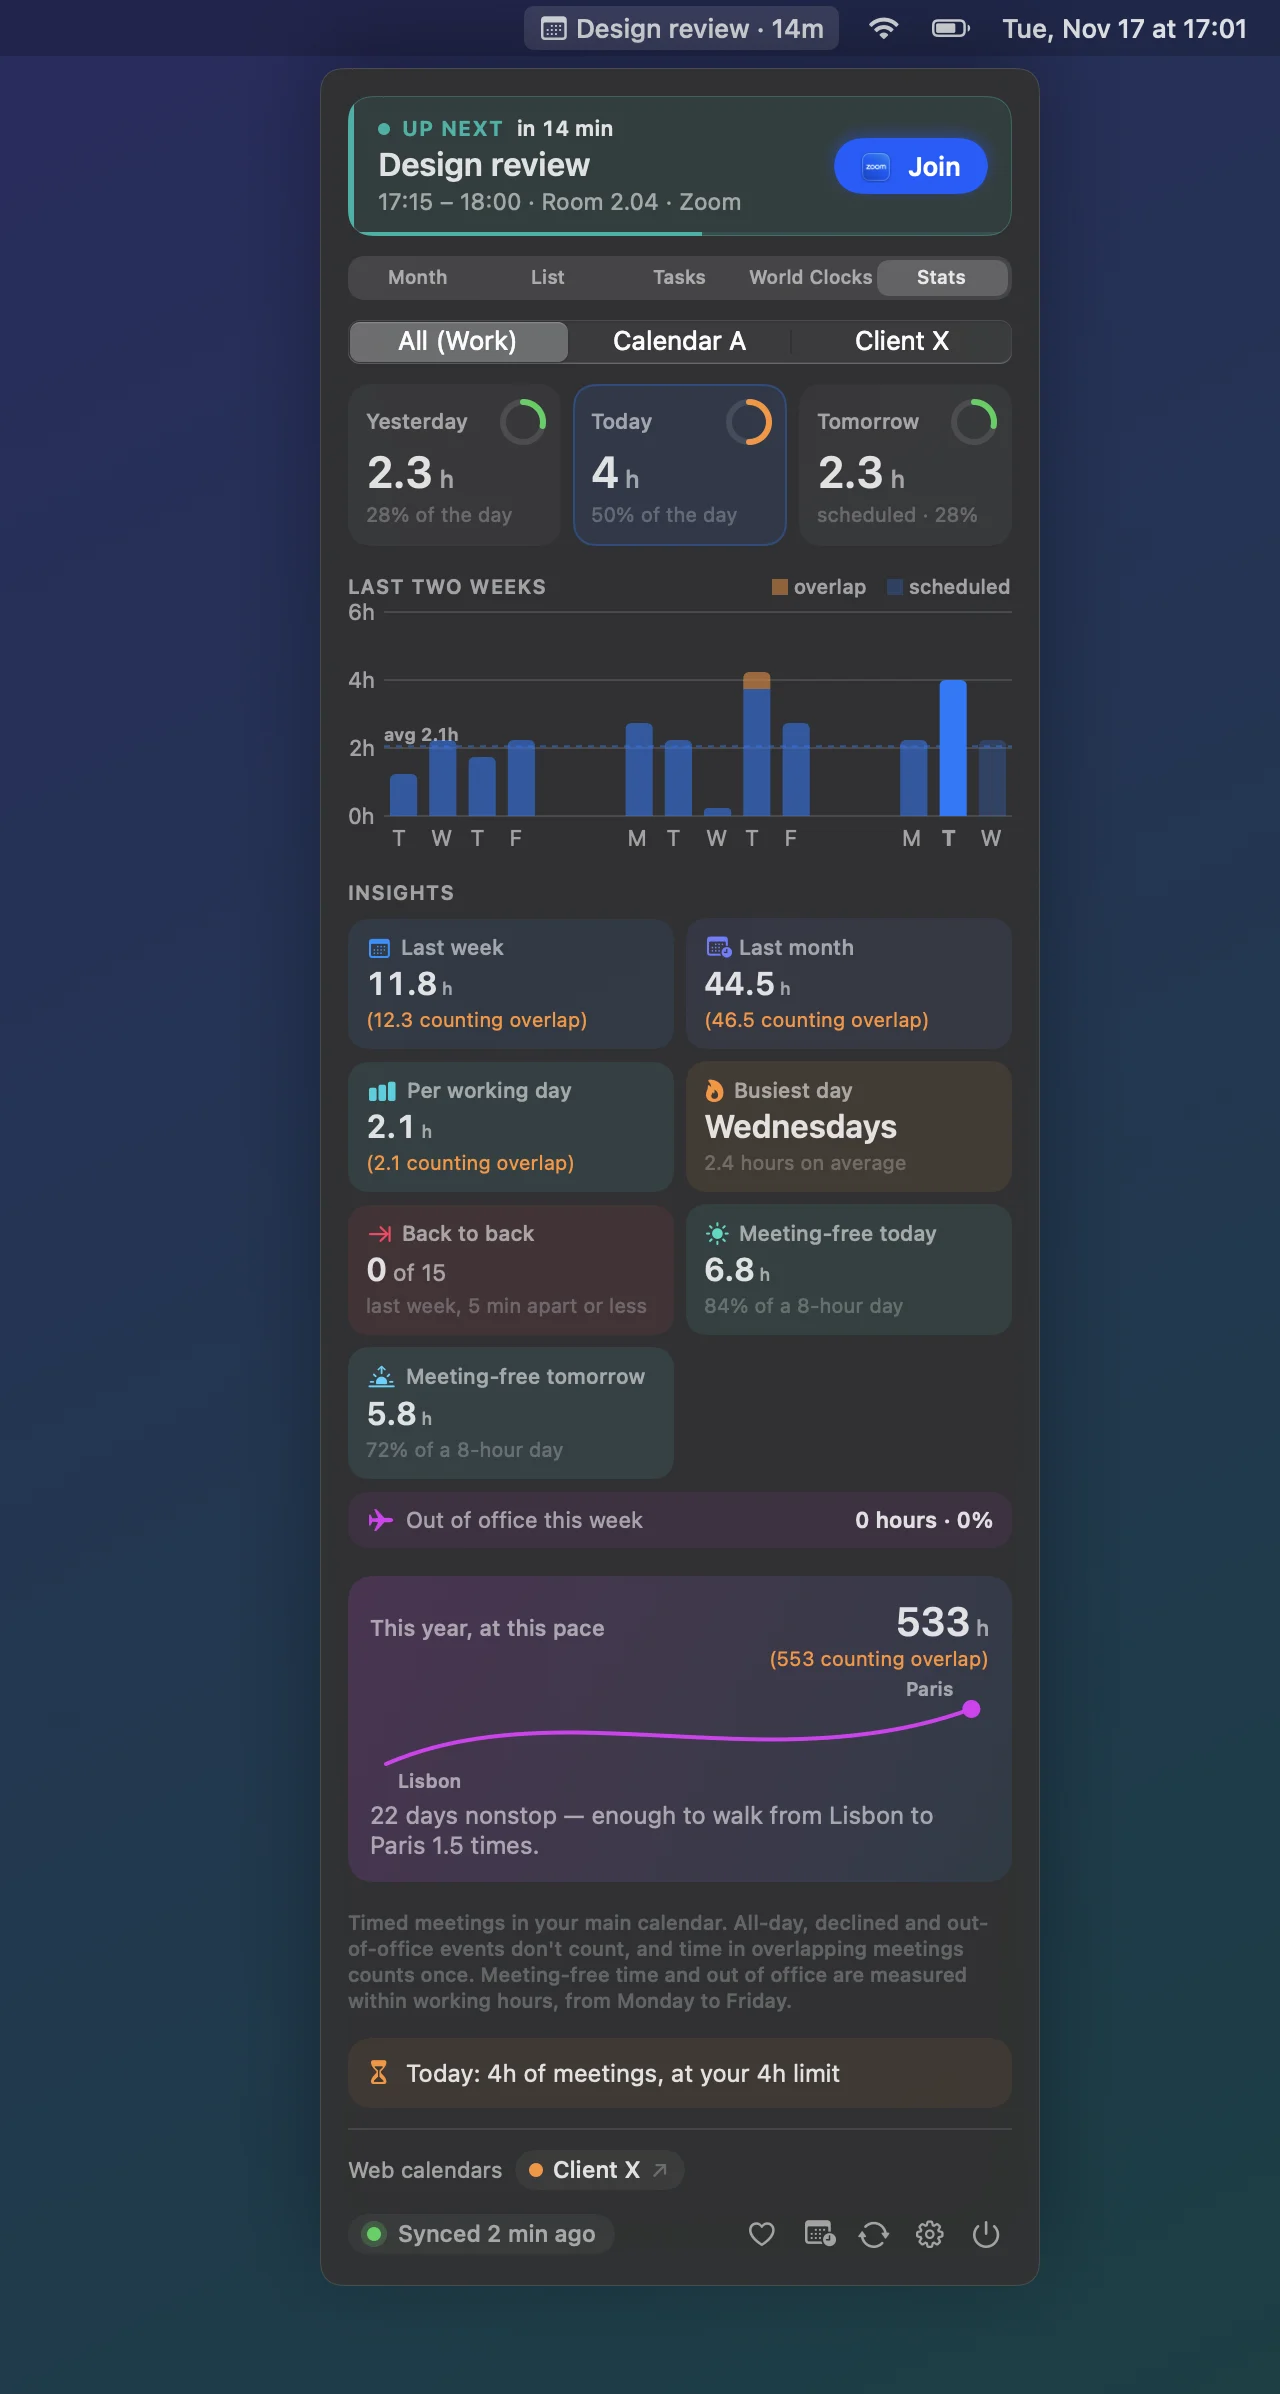 Design review · 14m
Tue, Nov 17 at 17:01
UP NEXT in 14 min
Design review
17:15 – 18:00 · Room 2.04 · Zoom
zoom
Join
Month
List
Tasks
World Clocks
Stats
All (Work)
Calendar A
Client X
Yesterday
2.3 h
28% of the day
Today
4 h
50% of the day
Tomorrow
2.3 h
scheduled · 28%
LAST TWO WEEKS
overlap
scheduled
6h
4h
avg 2.1h
2h
0h
T W T F M T W T F M T W
INSIGHTS
Last week
11.8 h
(12.3 counting overlap)
Last month
44.5 h
(46.5 counting overlap)
Per working day
2.1 h
(2.1 counting overlap)
Busiest day
Wednesdays
2.4 hours on average
Back to back
0 of 15
last week, 5 min apart or less
Meeting-free today
6.8 h
84% of a 8-hour day
Meeting-free tomorrow
5.8 h
72% of a 8-hour day
Out of office this week
0 hours · 0%
This year, at this pace
533 h
(553 counting overlap)
Paris
Lisbon
22 days nonstop — enough to walk from Lisbon to
Paris 1.5 times.
Timed meetings in your main calendar. All-day, declined and out-
of-office events don't count, and time in overlapping meetings
counts once. Meeting-free time and out of office are measured
within working hours, from Monday to Friday.
Today: 4h of meetings, at your 4h limit
Web calendars
Client X
Synced 2 min ago